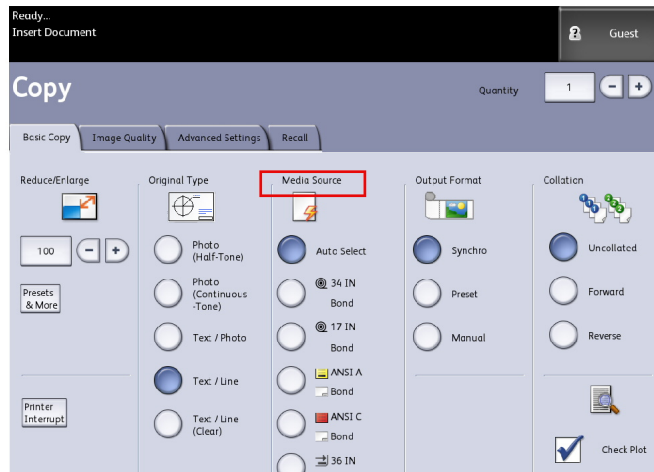 Ready...
Insert Document
Guest
Copy
Quantity
1
Basic Copy
Image Quality
Advanced Settings
Recall
Reduce/Enlarge
100
Presets
& More
Printer
Interrupt
Original Type
Photo
(Half-Tone)
Photo
(Continuous
-Tone)
Text / Photo
Text / Line
Text / Line
(Clear)
Media Source
Auto Select
34 IN
Bond
17 IN
Bond
ANSI A
Bond
ANSI C
Bond
36 IN
Output Format
Synchro
Preset
Manual
Collation
Uncollated
Forward
Reverse
Check Plot